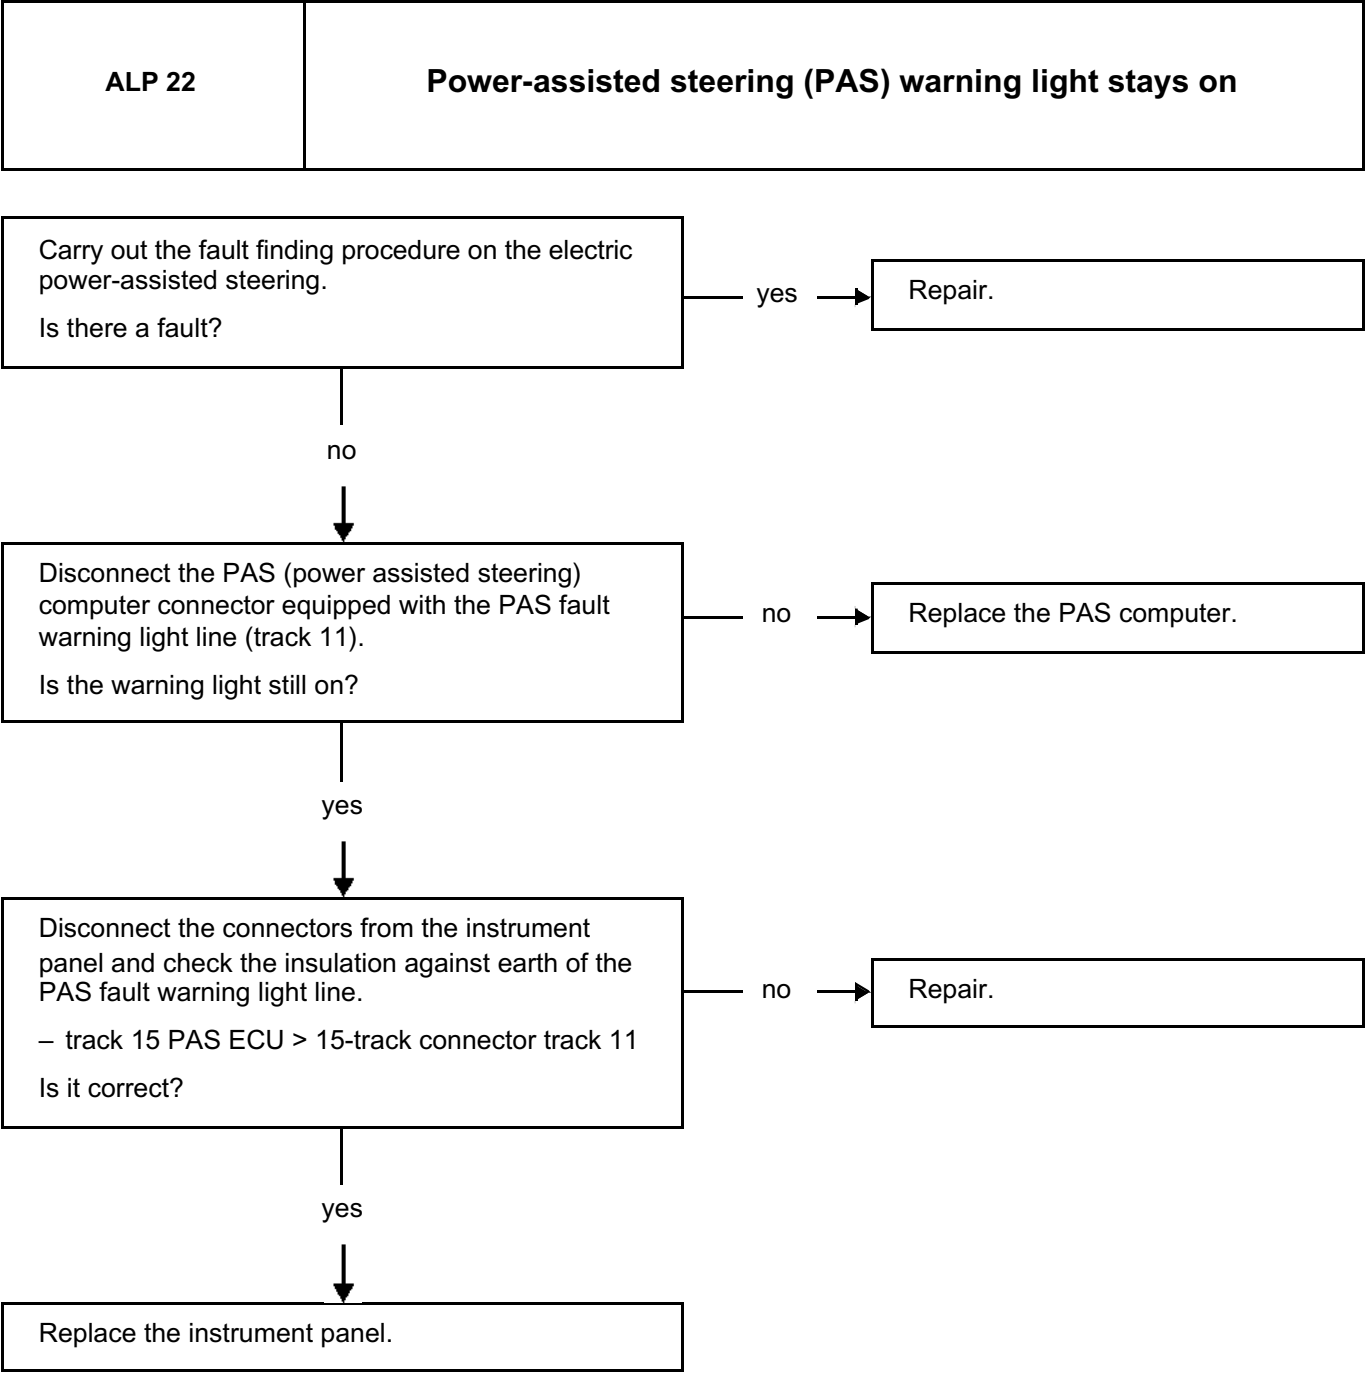 ALP 22
Power-assisted steering (PAS) warning light stays on
Carry out the fault finding procedure on the electric
power-assisted steering.
Is there a fault?
yes
Repair.
no
Disconnect the PAS (power assisted steering)
computer connector equipped with the PAS fault
warning light line (track 11).
Is the warning light still on?
no
Replace the PAS computer.
yes
Disconnect the connectors from the instrument
panel and check the insulation against earth of the
PAS fault warning light line.
– track 15 PAS ECU > 15-track connector track 11
Is it correct?
no
Repair.
yes
Replace the instrument panel.